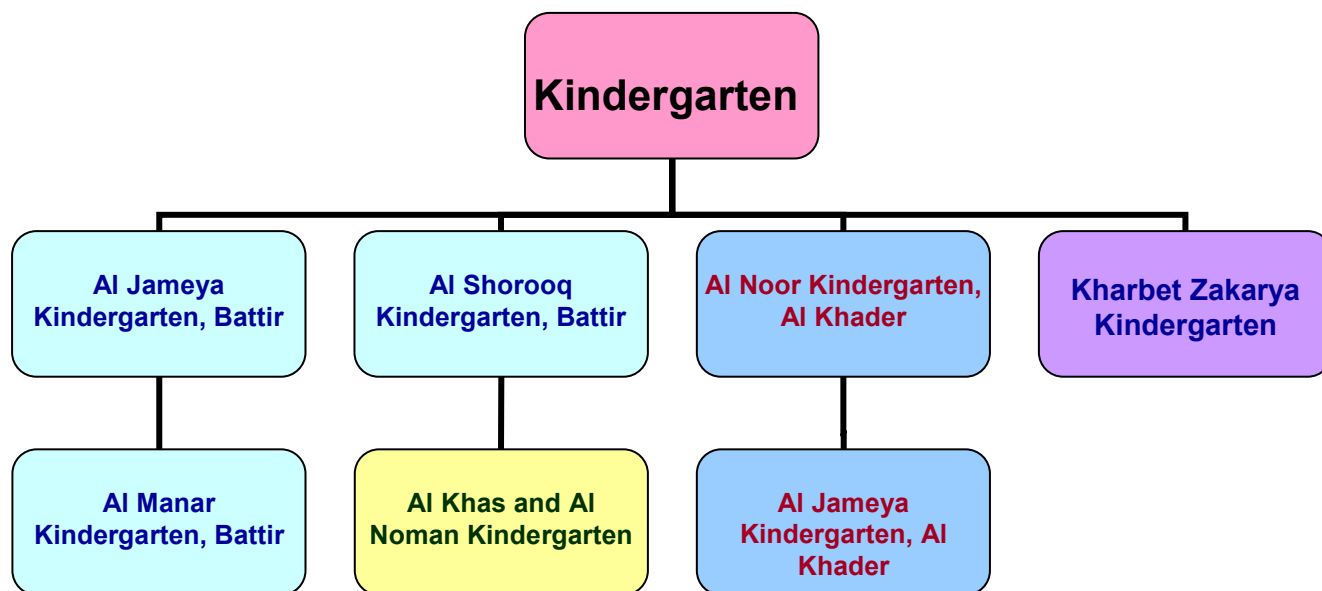 Kindergarten
Al Jameya
Kindergarten, Battir
Al Shorooq
Kindergarten, Battir
Al Noor Kindergarten,
Al Khader
Kharbet Zakarya
Kindergarten
Al Manar
Kindergarten, Battir
Al Khas and Al
Noman Kindergarten
Al Jameya
Kindergarten, Al
Khader